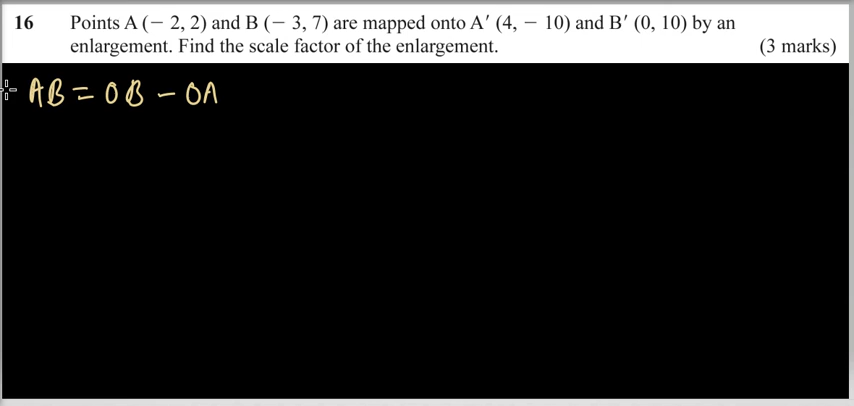 16 Points A (− 2, 2) and B (− 3, 7) are mapped onto A′ (4, − 10) and B′ (0, 10) by an
enlargement. Find the scale factor of the enlargement. (3 marks)
AB = OB − OA